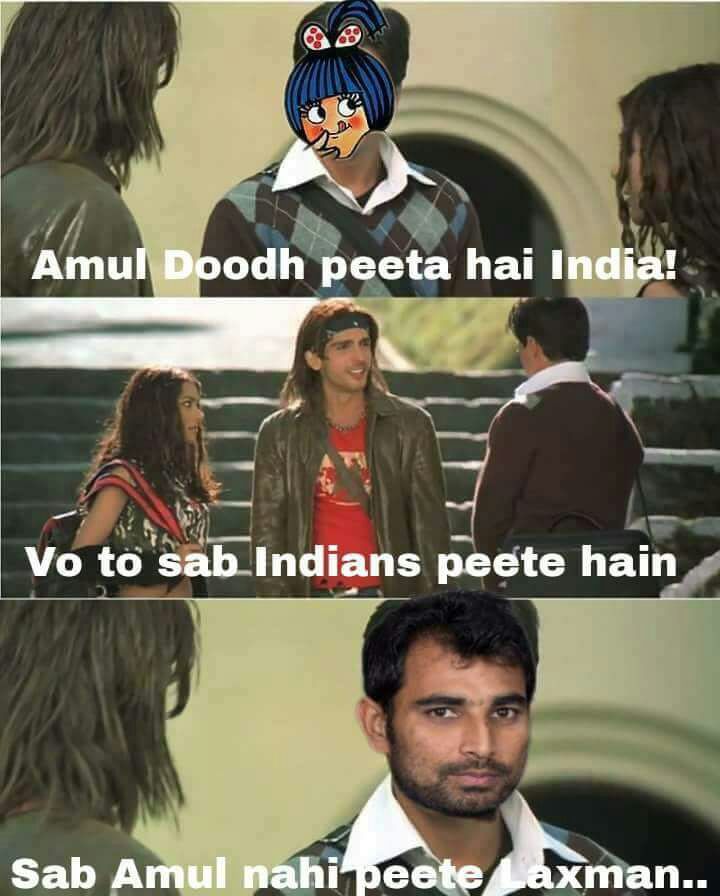 Amul Doodh peeta hai India!
Vo to sab Indians peete hain
Sab Amul nahi peete Laxman..